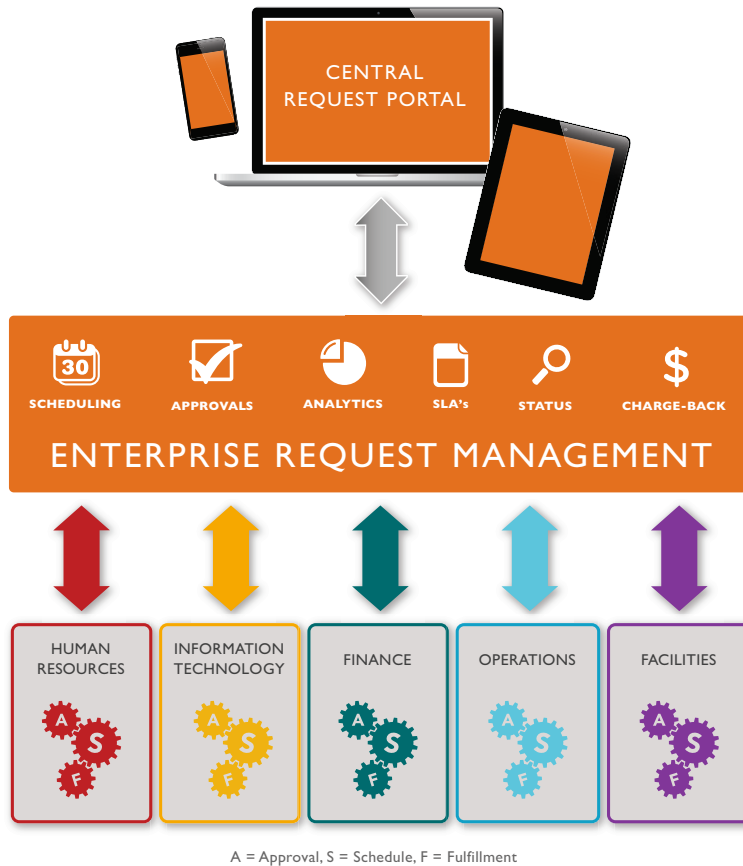 CENTRAL
REQUEST PORTAL
30
SCHEDULING
APPROVALS
ANALYTICS
SLA's
STATUS
$
CHARGE-BACK
ENTERPRISE REQUEST MANAGEMENT
HUMAN
RESOURCES
A
S
F
INFORMATION
TECHNOLOGY
A
S
F
FINANCE
A
S
F
OPERATIONS
A
S
F
FACILITIES
A
S
F
A = Approval, S = Schedule, F = Fulfillment